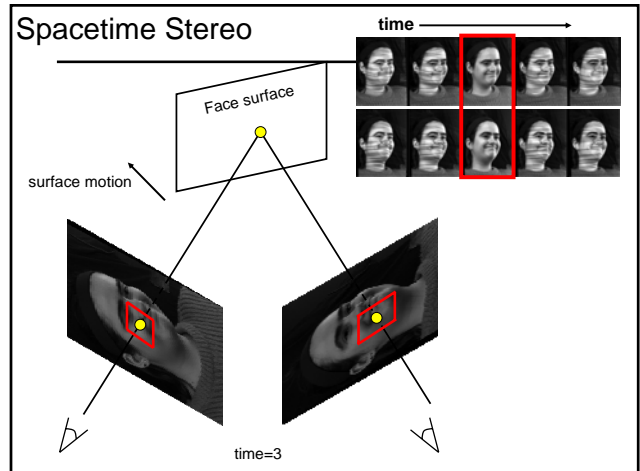 Spacetime Stereo
time
Face surface
surface motion
time=3